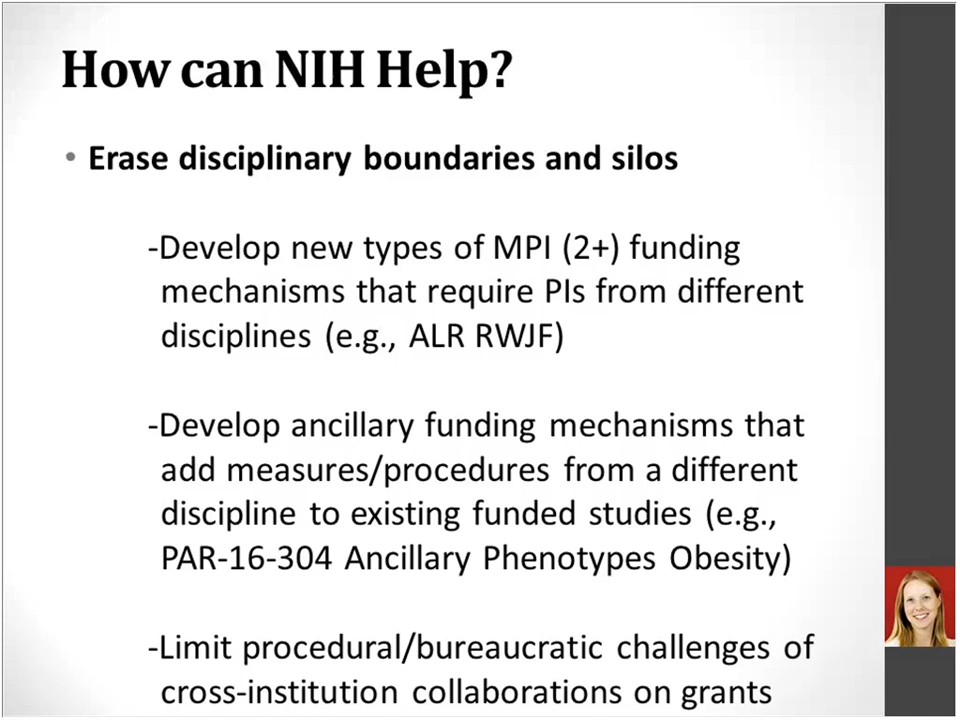 How can NIH Help?
• Erase disciplinary boundaries and silos
-Develop new types of MPI (2+) funding
mechanisms that require PIs from different
disciplines (e.g., ALR RWJF)
-Develop ancillary funding mechanisms that
add measures/procedures from a different
discipline to existing funded studies (e.g.,
PAR-16-304 Ancillary Phenotypes Obesity)
-Limit procedural/bureaucratic challenges of
cross-institution collaborations on grants